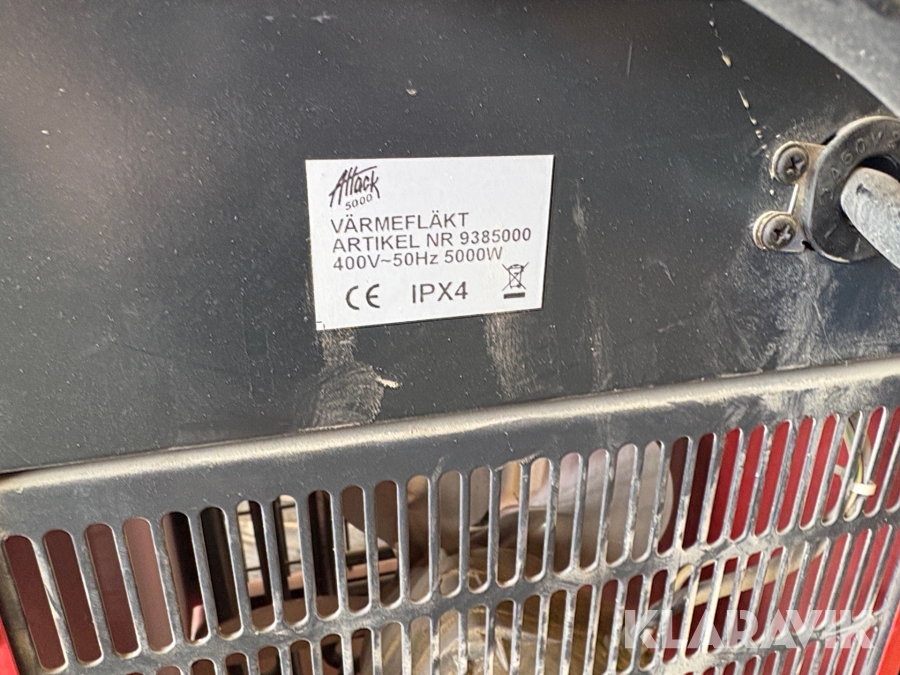 Attack
5000
VÄRMEFLÄKT
ARTIKEL NR 9385000
400V~50Hz 5000W
CE IPX4
KLARAVIK